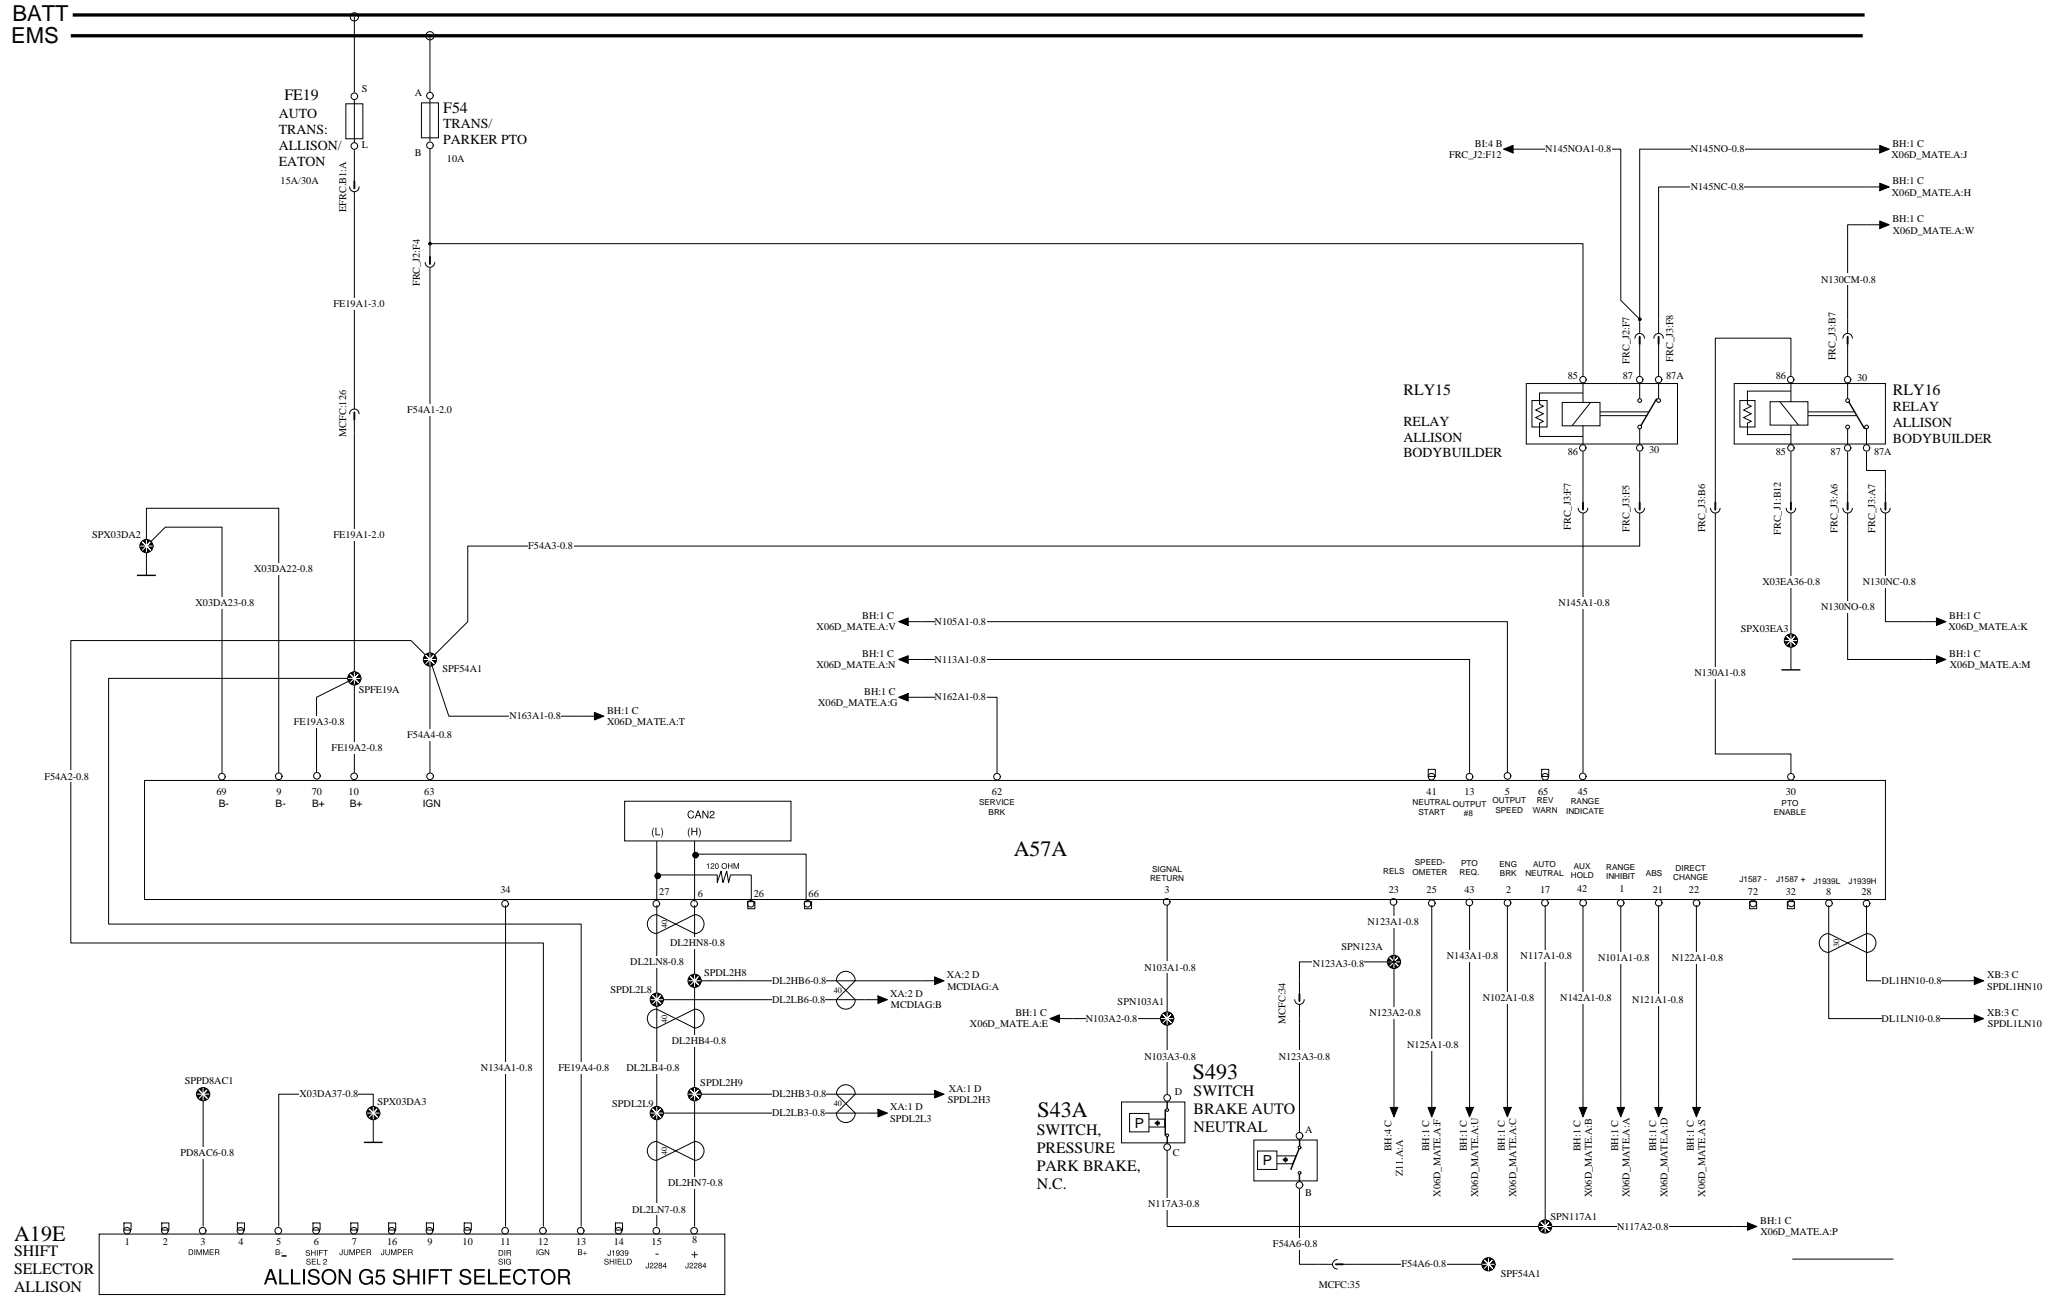 BATT
EMS
FE19
AUTO
TRANS:
ALLISON/
EATON
15A/30A
S
L
EFRC.B1:A
A
F54
TRANS/
PARKER PTO
B
10A
FRC_J2:F4
FE19A1-3.0
MCFC:126
F54A1-2.0
FE19A1-2.0
BI:4 B
FRC_J2:F12
N145NOA1-0.8
N145NO-0.8
BH:1 C
X06D_MATE.A:J
N145NC-0.8
BH:1 C
X06D_MATE.A:H
BH:1 C
X06D_MATE.A:W
N130CM-0.8
FRC_J2:F7
FRC_J3:F8
FRC_J3:B7
85
87
87A
86
30
RLY15
RELAY
ALLISON
BODYBUILDER
86
30
RLY16
RELAY
ALLISON
BODYBUILDER
85
87
87A
FRC_J3:F7
FRC_J3:F5
FRC_J3:B6
FRC_J1:B12
FRC_J3:A6
FRC_J3:A7
SPX03DA2
X03DA22-0.8
X03DA23-0.8
F54A3-0.8
N145A1-0.8
X03EA36-0.8
N130NC-0.8
N130NO-0.8
SPX03EA3
BH:1 C
X06D_MATE.A:K
BH:1 C
X06D_MATE.A:M
BH:1 C
X06D_MATE.A:V
N105A1-0.8
BH:1 C
X06D_MATE.A:N
N113A1-0.8
BH:1 C
X06D_MATE.A:G
N162A1-0.8
N130A1-0.8
SPF54A1
SPFE19A
FE19A3-0.8
N163A1-0.8
BH:1 C
X06D_MATE.A:T
FE19A2-0.8
F54A4-0.8
F54A2-0.8
69
B-
9
B-
70
B+
10
B+
63
IGN
62
SERVICE
BRK
41
NEUTRAL
START
13
OUTPUT
#8
5
OUTPUT
SPEED
65
REV
WARN
45
RANGE
INDICATE
30
PTO
ENABLE
CAN2
(L)
(H)
120 OHM
A57A
34
27
6
26
66
SIGNAL
RETURN
3
RELS
23
SPEED-
OMETER
25
PTO
REQ.
43
ENG
BRK
2
AUTO
NEUTRAL
17
AUX
HOLD
42
RANGE
INHIBIT
1
ABS
21
DIRECT
CHANGE
22
J1587 -
72
J1587 +
32
J1939L
8
J1939H
28
40
DL2HN8-0.8
DL2LN8-0.8
SPDL2H8
DL2HB6-0.8
40
XA:2 D
MCDIAG:A
SPDL2L8
DL2LB6-0.8
XA:2 D
MCDIAG:B
40
DL2HB4-0.8
DL2LB4-0.8
SPDL2H9
DL2HB3-0.8
40
XA:1 D
SPDL2H3
SPDL2L9
DL2LB3-0.8
XA:1 D
SPDL2L3
40
DL2HN7-0.8
DL2LN7-0.8
N134A1-0.8
FE19A4-0.8
N103A1-0.8
SPN103A1
BH:1 C
X06D_MATE.A:E
N103A2-0.8
N103A3-0.8
D
S43A
SWITCH,
PRESSURE
PARK BRAKE,
N.C.
P
C
N117A3-0.8
S493
SWITCH
BRAKE AUTO
NEUTRAL
A
P
B
F54A6-0.8
MCFC:35
F54A6-0.8
SPF54A1
N123A1-0.8
SPN123A
N123A3-0.8
MCFC:34
N123A3-0.8
N123A2-0.8
N125A1-0.8
N143A1-0.8
N102A1-0.8
N117A1-0.8
N142A1-0.8
N101A1-0.8
N121A1-0.8
N122A1-0.8
30
DL1HN10-0.8
XB:3 C
SPDL1HN10
DL1LN10-0.8
XB:3 C
SPDL1LN10
BH:4 C
Z11.A:A
BH:1 C
X06D_MATE.A:F
BH:1 C
X06D_MATE.A:U
BH:1 C
X06D_MATE.A:C
BH:1 C
X06D_MATE.A:B
BH:1 C
X06D_MATE.A:A
BH:1 C
X06D_MATE.A:D
BH:1 C
X06D_MATE.A:S
SPN117A1
N117A2-0.8
BH:1 C
X06D_MATE.A:P
SPPD8AC1
PD8AC6-0.8
X03DA37-0.8
SPX03DA3
A19E
SHIFT
SELECTOR
ALLISON
1
2
3
DIMMER
4
5
B-
6
SHIFT
SEL 2
7
JUMPER
16
JUMPER
9
10
11
DIR
SIG
12
IGN
13
B+
14
J1939
SHIELD
15
-
J2284
8
+
J2284
ALLISON G5 SHIFT SELECTOR